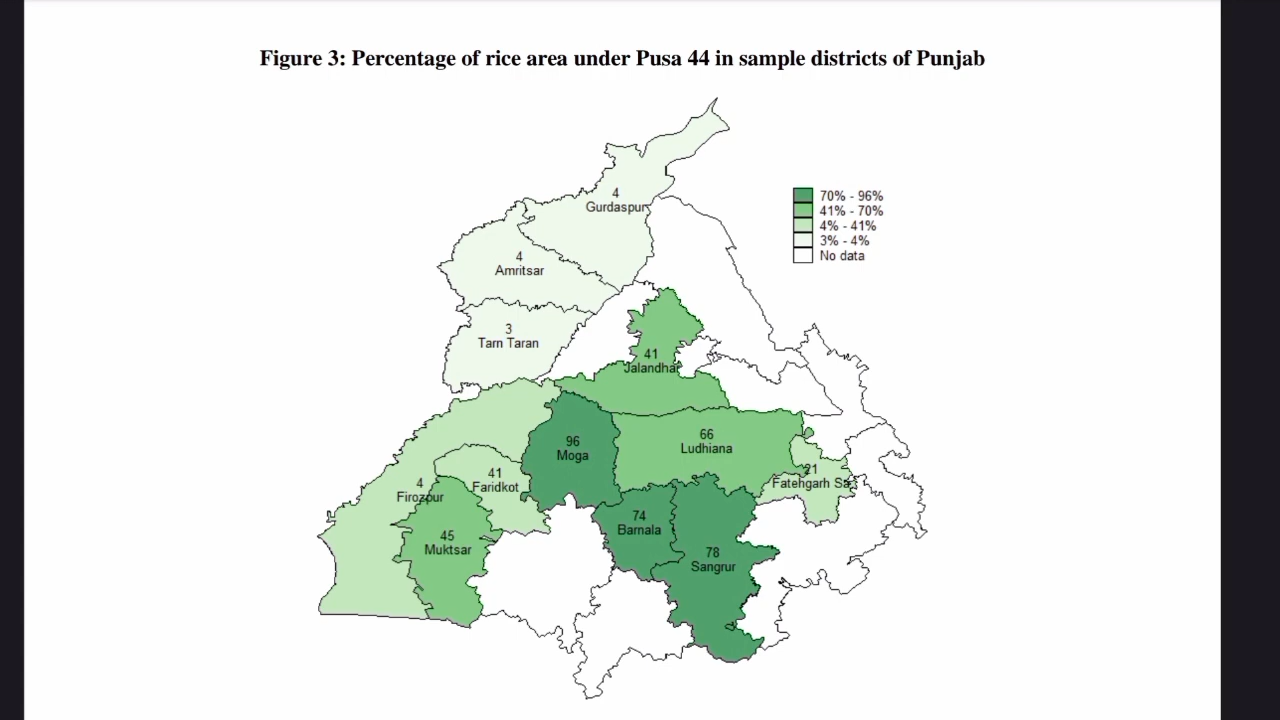 Figure 3: Percentage of rice area under Pusa 44 in sample districts of Punjab
70% - 96%
41% - 70%
4% - 41%
3% - 4%
No data
4
Gurdaspur
4
Amritsar
3
Tarn Taran
41
Jalandhar
96
Moga
66
Ludhiana
21
Fatehgarh Sa
41
Faridkot
4
Firozpur
45
Muktsar
74
Barnala
78
Sangrur